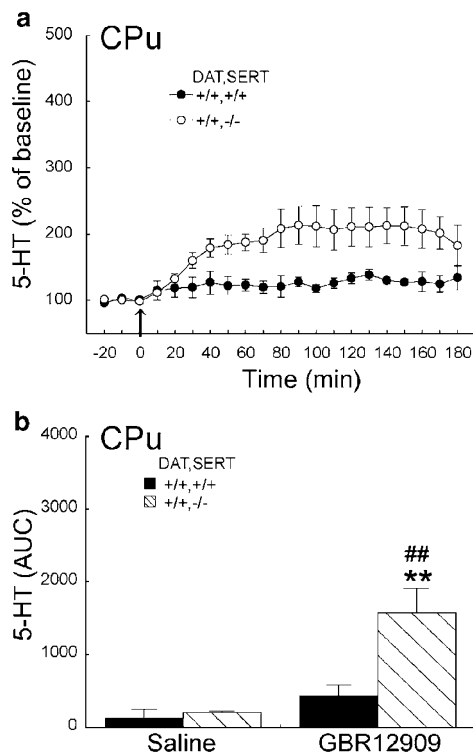 a
CPu
DAT,SERT
+/+,+/+
+/+,-/-
5-HT (% of baseline)
500
400
300
200
100
-20 0 20 40 60 80 100 120 140 160 180
Time (min)
b
CPu
DAT,SERT
+/+,+/+
+/+,-/-
5-HT (AUC)
4000
3000
2000
1000
0
##
**
Saline GBR12909